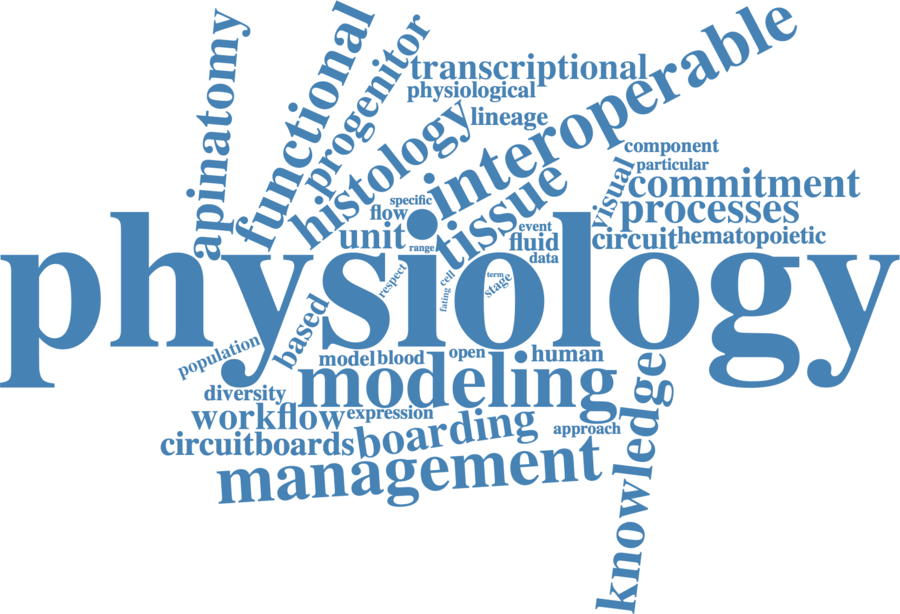 apinatomy
functional
progenitor
transcriptional
physiological
lineage
histology
interoperable
component
particular
visual
commitment
processes
specific
flow
tissue
unit
range
event
fluid
data
circuit
hematopoietic
physiology
respect
cell
fating
term
stage
based
population
model
blood
open
human
modeling
diversity
workflow
expression
knowledge
circuitboards
boarding
approach
management